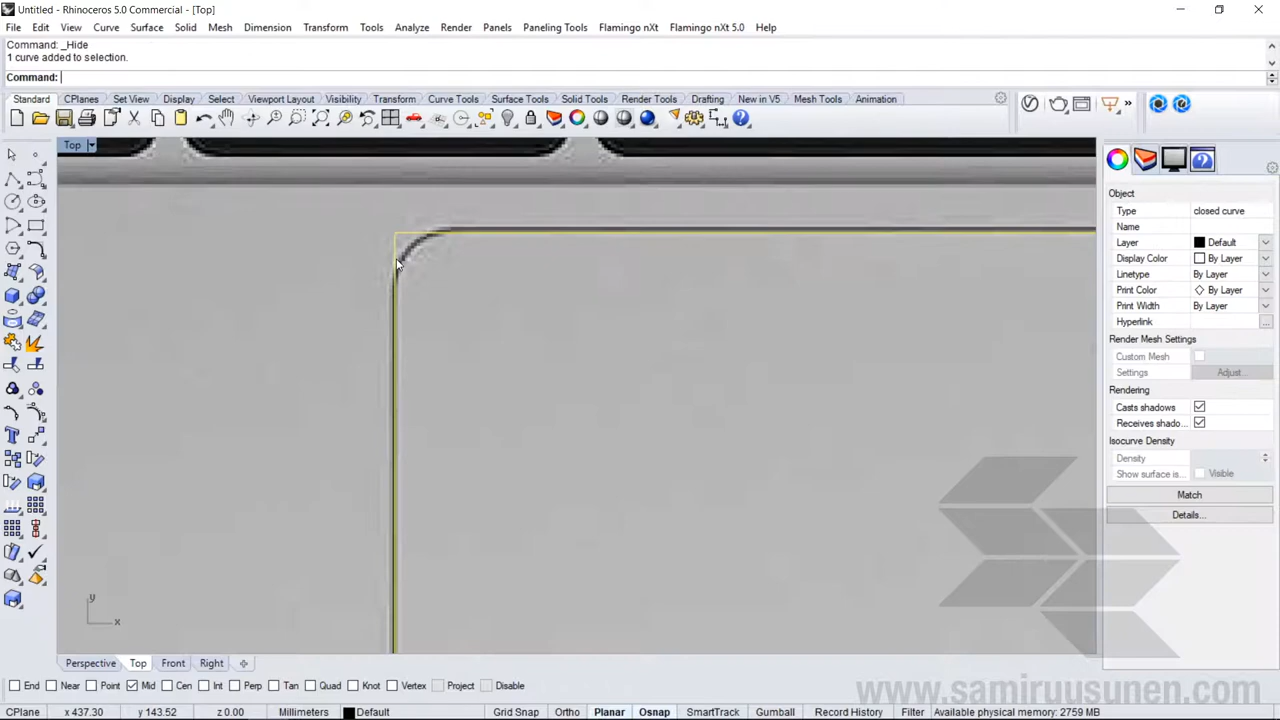 Untitled - Rhinoceros 5.0 Commercial - [Top]
File Edit View Curve Surface Solid Mesh Dimension Transform Tools Analyze Render Panels Paneling Tools Flamingo nXt Flamingo nXt 5.0 Help
Command: _Hide
1 curve added to selection.
Command:
Standard CPlanes Set View Display Select Viewport Layout Visibility Transform Curve Tools Surface Tools Solid Tools Mesh Tools Render Tools Drafting New in V5 Animation
Top
Object
Type closed curve
Name
Layer Default
Display Color By Layer
Linetype By Layer
Print Color By Layer
Print Width By Layer
Hyperlink ...
Render Mesh Settings
Custom Mesh
Settings Adjust...
Rendering
Casts shadows
Receives shado...
Isocurve Density
Density
Show surface is... Visible
Match
Details...
y
x
Perspective Top Front Right
End Near Point Mid Cen Int Perp Tan Quad Knot Vertex Project Disable
www.samiruusunen.com
CPlane x 437.30 y 143.52 z 0.00 Millimeters Default Grid Snap Ortho Planar Osnap SmartTrack Gumball Record History Filter Available physical memory: 2759 MB